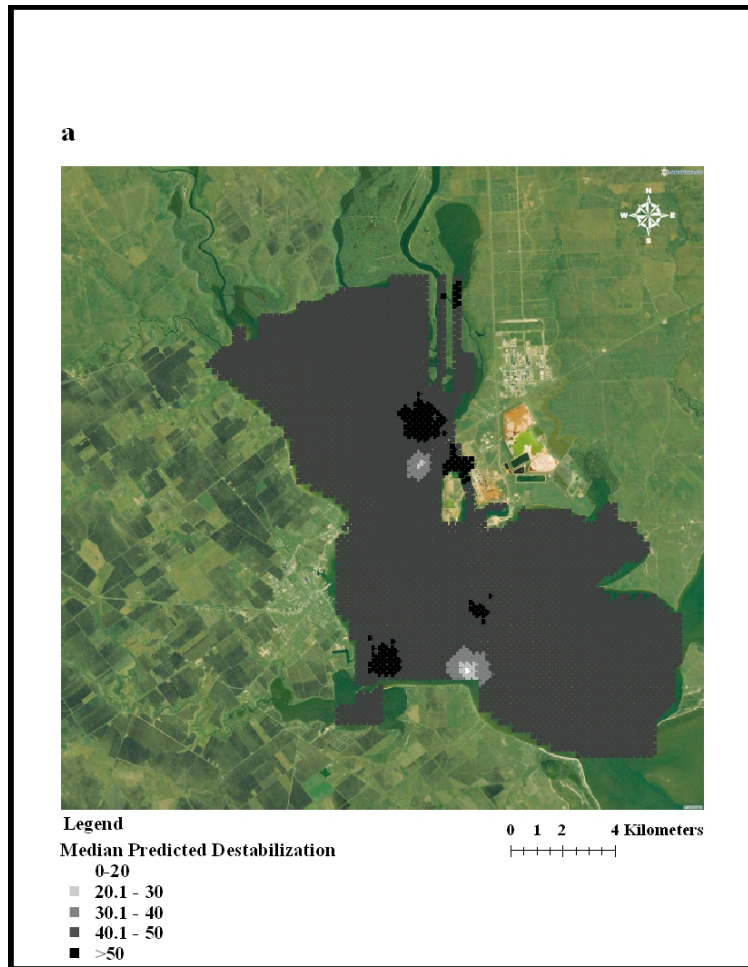 a
N
W E
S
Legend
Median Predicted Destabilization
0-20
20.1 - 30
30.1 - 40
40.1 - 50
>50
0 1 2 4 Kilometers